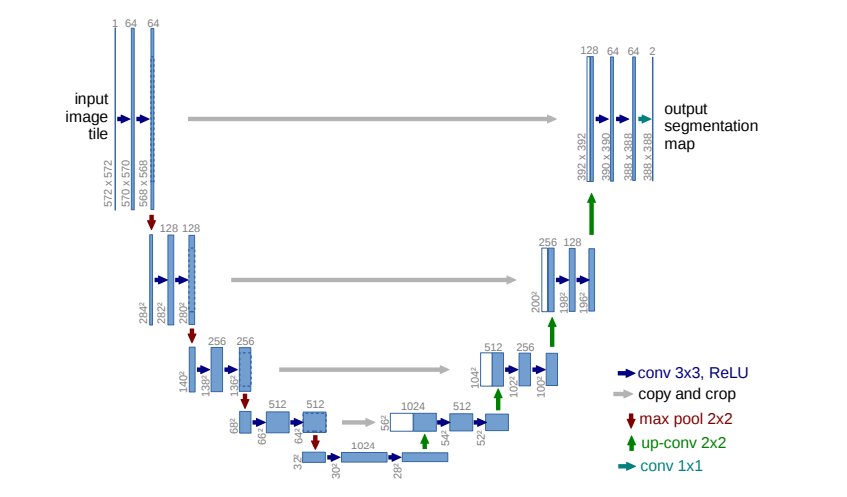 1 64 64
128 64 64 2
input
image
tile
output
segmentation
map
572 x 572
570 x 570
568 x 568
392 x 392
390 x 390
388 x 388
388 x 388
128 128
256 128
284²
282²
280²
200²
198²
196²
256 256
512 256
140²
138²
136²
104²
102²
100²
conv 3x3, ReLU
copy and crop
max pool 2x2
up-conv 2x2
conv 1x1
512 512
1024 512
68²
66²
64²
56²
54²
52²
1024
32²
30²
28²